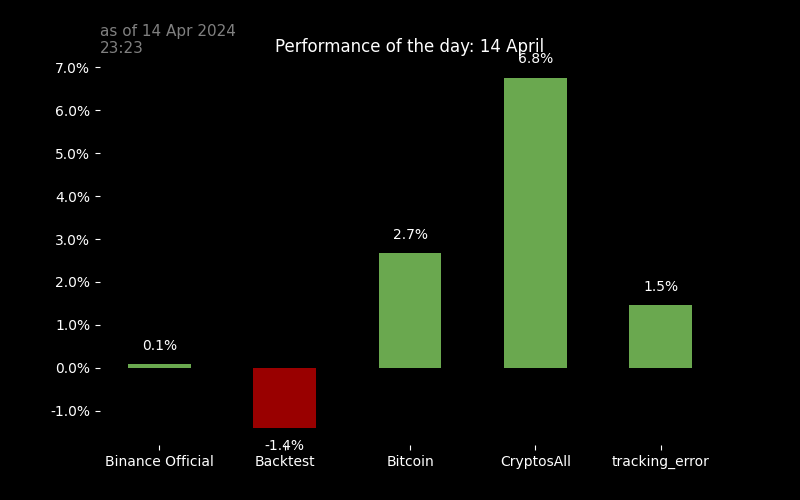 as of 14 Apr 2024
23:23
Performance of the day: 14 April
7.0%
6.0%
5.0%
4.0%
3.0%
2.0%
1.0%
0.0%
-1.0%
0.1%
-1.4%
2.7%
6.8%
1.5%
Binance Official
Backtest
Bitcoin
CryptosAll
tracking_error